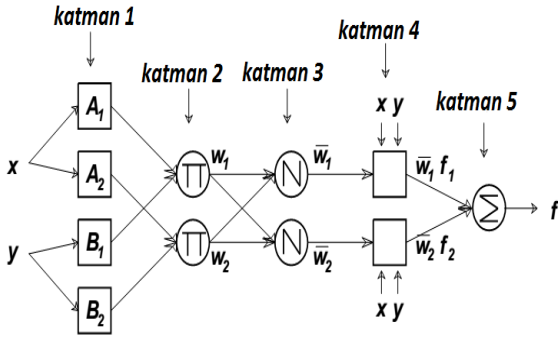 katman 1
katman 2
katman 3
katman 4
katman 5
x y
A₁
A₂
B₁
B₂
x
y
∏
∏
w₁
w₂
N
N
w̅₁
w̅₂
w̅₁ f₁
w̅₂ f₂
∑
f
x y